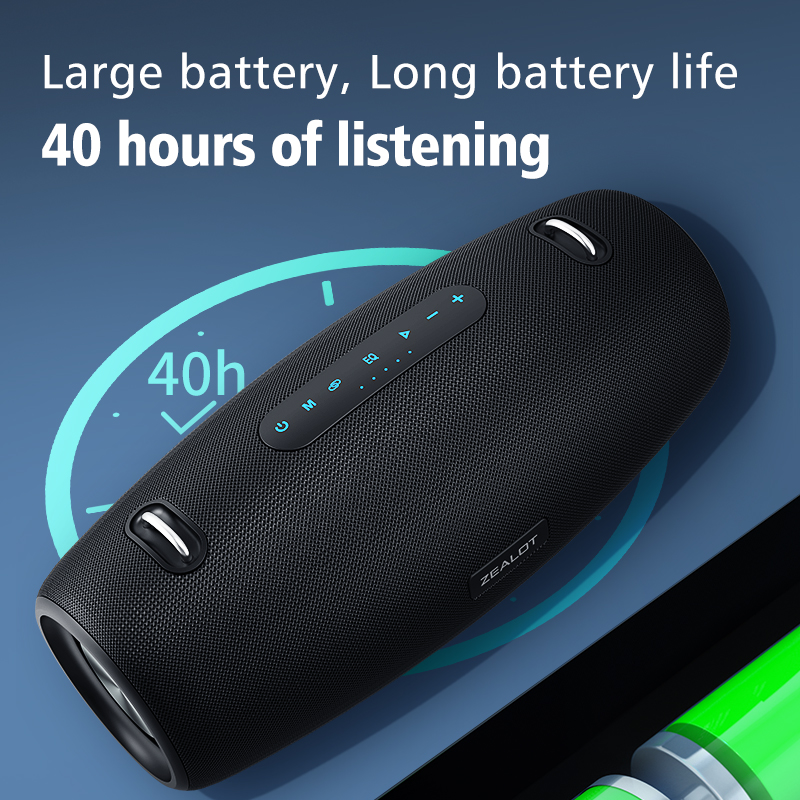 Large battery, Long battery life
40 hours of listening
40h
M
EQ
ZEALOT